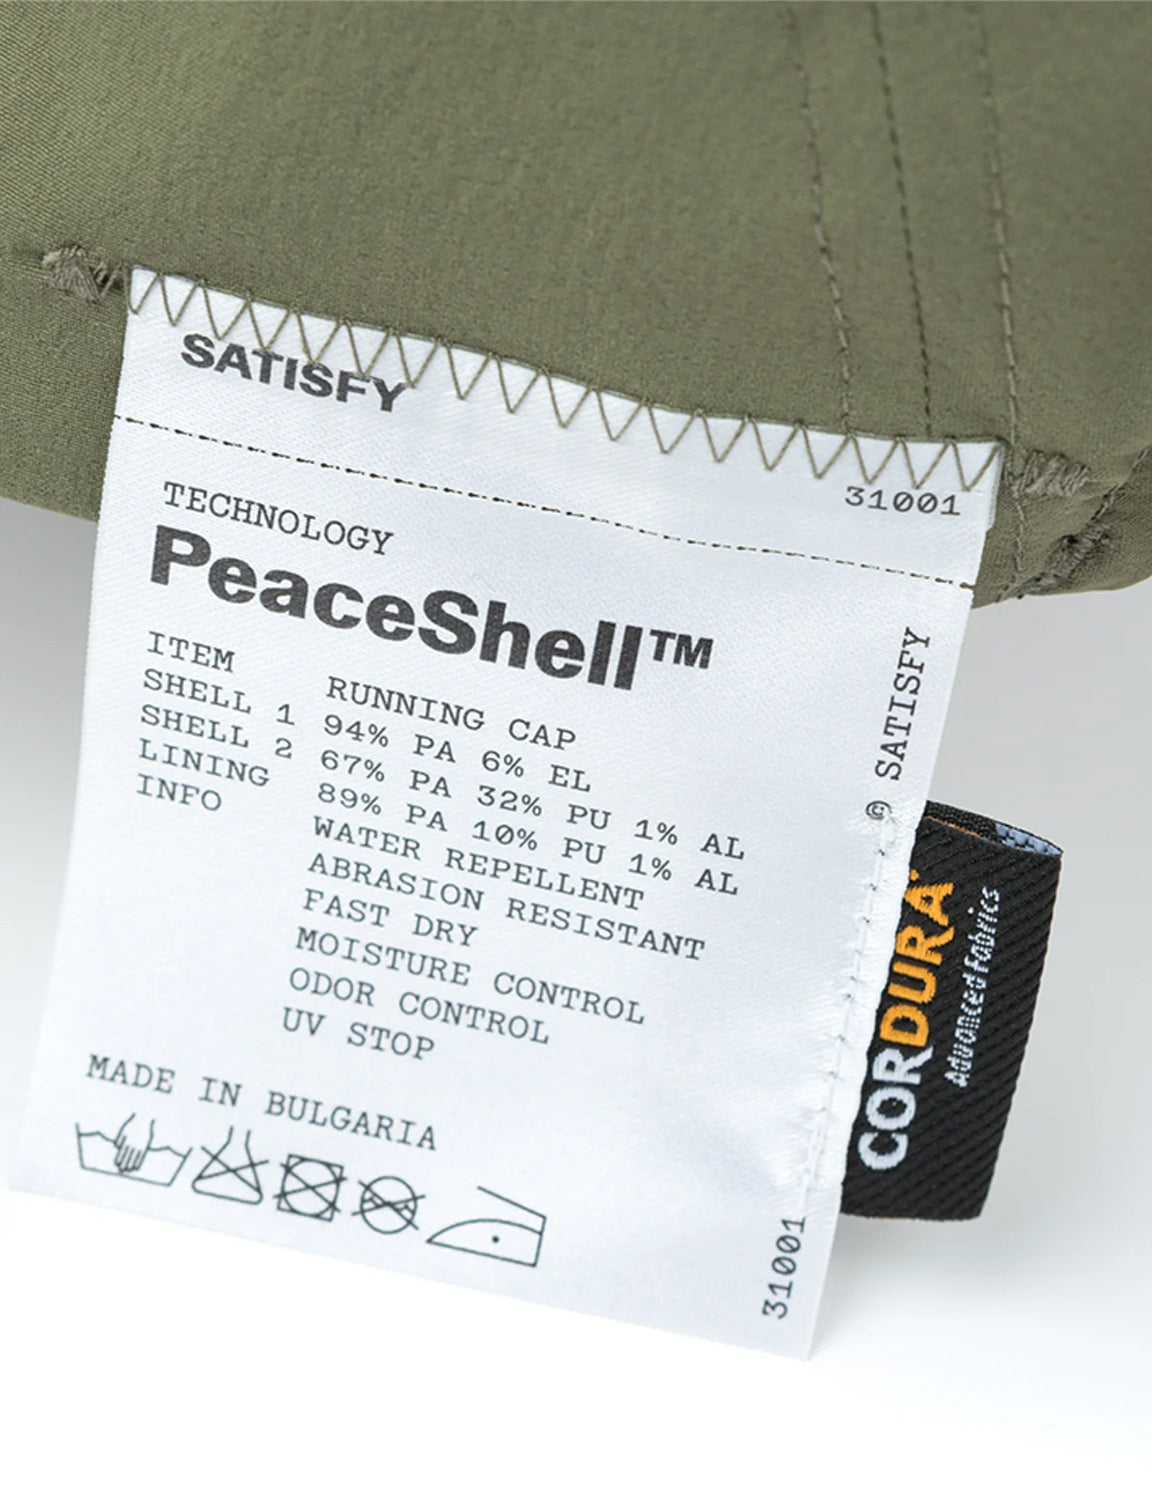 SATISFY
31001
TECHNOLOGY
PeaceShell™
ITEM RUNNING CAP
SHELL 1 94% PA 6% EL
SHELL 2 67% PA 32% PU 1% AL
LINING 89% PA 10% PU 1% AL
INFO WATER REPELLENT
ABRASION RESISTANT
FAST DRY
MOISTURE CONTROL
ODOR CONTROL
UV STOP
MADE IN BULGARIA
© SATISFY
31001
CORDURA
Advanced Fabrics